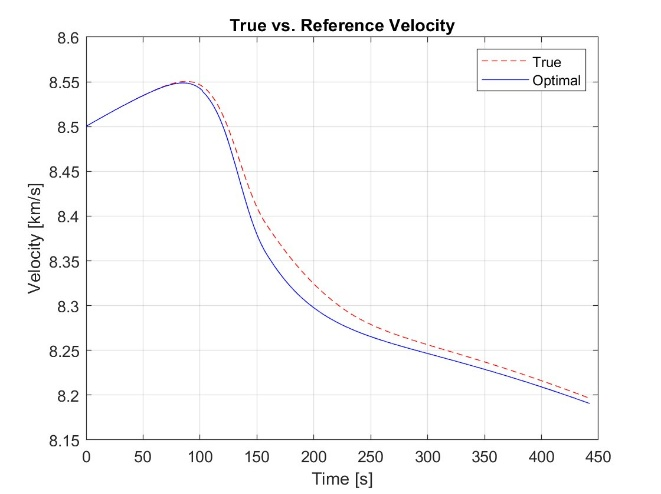 True vs. Reference Velocity
8.6
8.55
8.5
8.45
8.4
8.35
8.3
8.25
8.2
8.15
Velocity [km/s]
True
Optimal
0 50 100 150 200 250 300 350 400 450
Time [s]